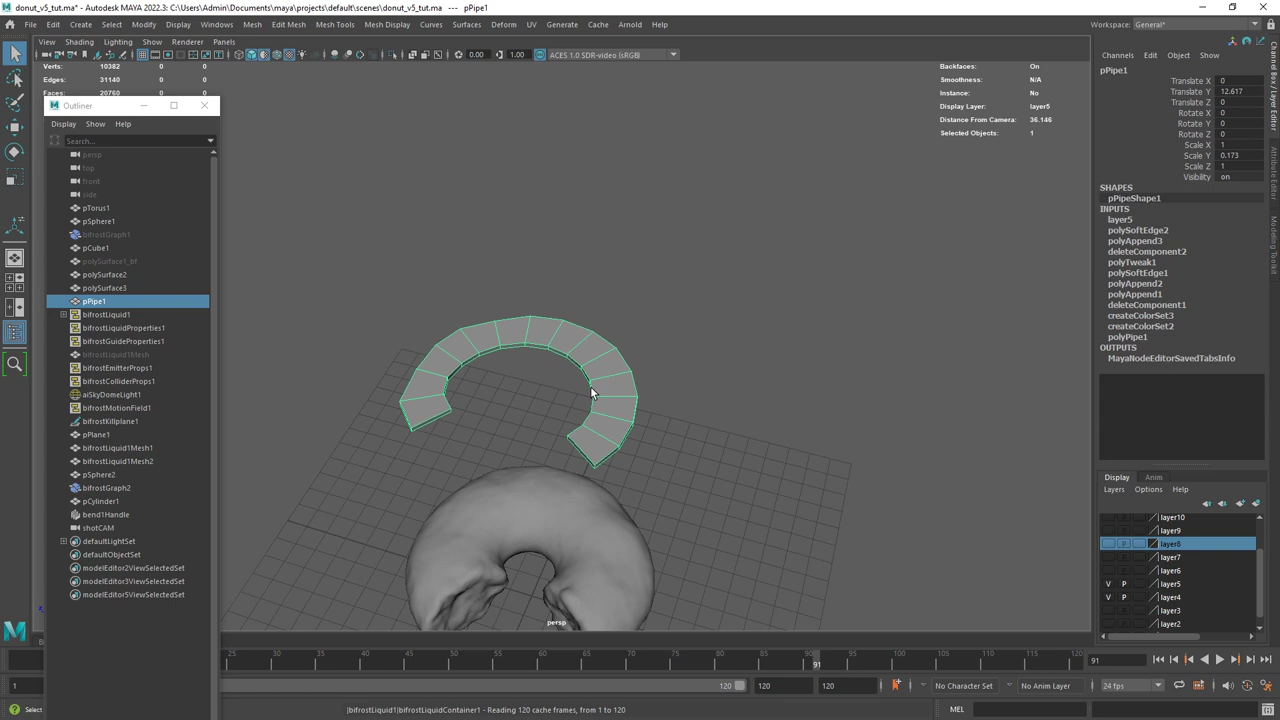 donut_v5_tut.ma* - Autodesk MAYA 2022.3: C:\Users\Admin\Documents\maya\projects\default\scenes\donut_v5_tut.ma --- pPipe1
File Edit Create Select Modify Display Windows Mesh Edit Mesh Mesh Tools Mesh Display Curves Surfaces Deform UV Generate Cache Arnold Help
Workspace: General*
View Shading Lighting Show Renderer Panels
0.00 1.00 ACES 1.0 SDR-video (sRGB)
Verts: 10382 0 0
Edges: 31140 0 0
Faces: 20760 0 0
Backfaces: On
Smoothness: N/A
Instance: No
Display Layer: layer5
Distance From Camera: 36.146
Selected Objects: 1
Outliner
Display Show Help
Search...
persp
top
front
side
pTorus1
pSphere1
bifrostGraph1
pCube1
polySurface1_bf
polySurface2
polySurface3
pPipe1
bifrostLiquid1
bifrostLiquidProperties1
bifrostGuideProperties1
bifrostLiquid1Mesh
bifrostEmitterProps1
bifrostColliderProps1
aiSkyDomeLight1
bifrostMotionField1
bifrostKillplane1
pPlane1
bifrostLiquid1Mesh1
bifrostLiquid1Mesh2
pSphere2
bifrostGraph2
pCylinder1
bend1Handle
shotCAM
defaultLightSet
defaultObjectSet
modelEditor2ViewSelectedSet
modelEditor3ViewSelectedSet
modelEditor5ViewSelectedSet
persp
Channels Edit Object Show
pPipe1
Translate X 0
Translate Y 12.617
Translate Z 0
Rotate X 0
Rotate Y 0
Rotate Z 0
Scale X 1
Scale Y 0.173
Scale Z 1
Visibility on
SHAPES
pPipeShape1
INPUTS
layer5
polySoftEdge2
polyAppend3
deleteComponent2
polyTweak1
polySoftEdge1
polyAppend2
polyAppend1
deleteComponent1
createColorSet3
createColorSet2
polyPipe1
OUTPUTS
MayaNodeEditorSavedTabsInfo
Channel Box / Layer Editor
Attribute Editor
Modeling Toolkit
Display Anim
Layers Options Help
layer10
layer9
P layer8
layer7
layer6
V P layer5
V P layer4
layer3
layer2
25 30 35 40 45 50 55 60 65 70 75 80 85 90 95 100 105 110 115 120
91
91
1 120 120 120 No Character Set No Anim Layer 24 fps
Select |bifrostLiquid1|bifrostLiquidContainer1 - Reading 120 cache frames, from 1 to 120 MEL